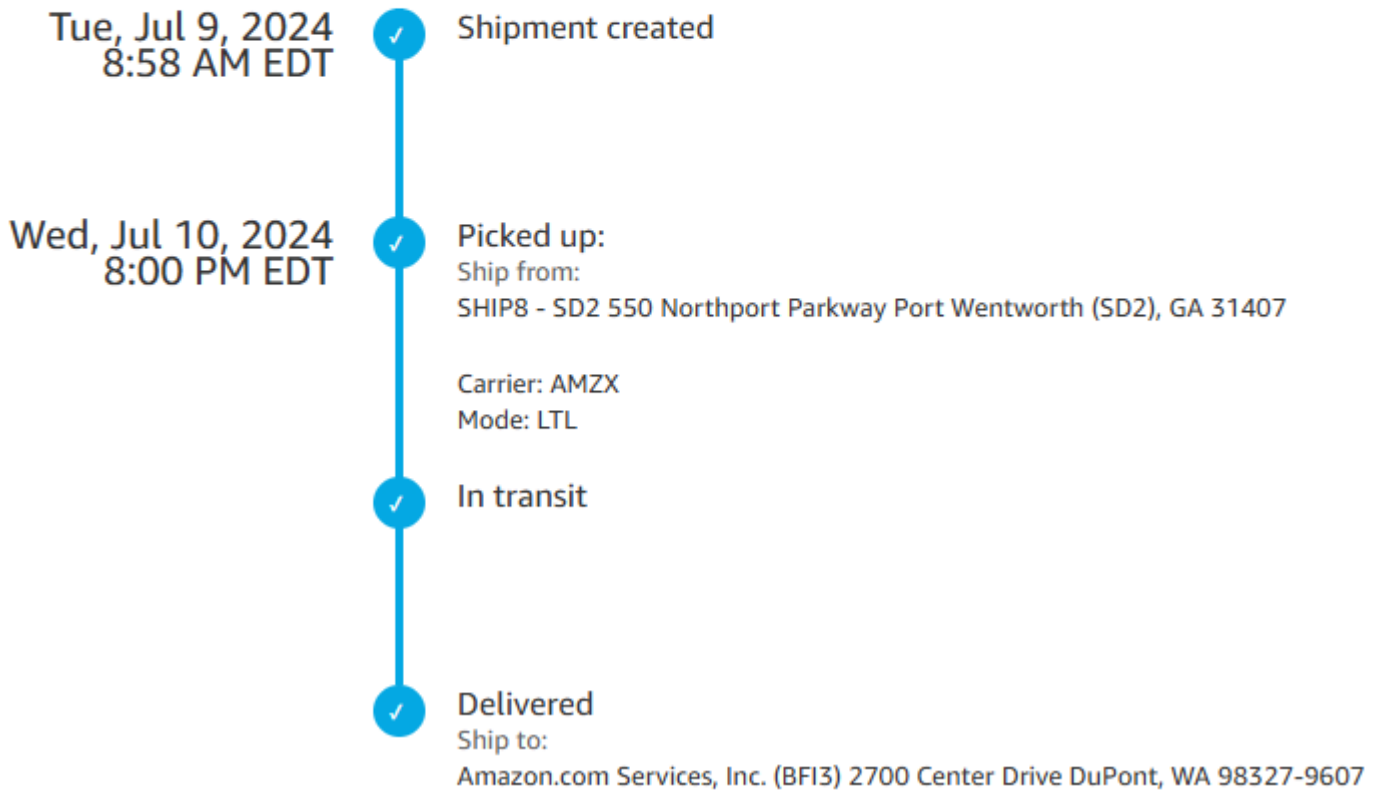 Tue, Jul 9, 2024
8:58 AM EDT
Shipment created
Wed, Jul 10, 2024
8:00 PM EDT
Picked up:
Ship from:
SHIP8 - SD2 550 Northport Parkway Port Wentworth (SD2), GA 31407
Carrier: AMZX
Mode: LTL
In transit
Delivered
Ship to:
Amazon.com Services, Inc. (BFI3) 2700 Center Drive DuPont, WA 98327-9607